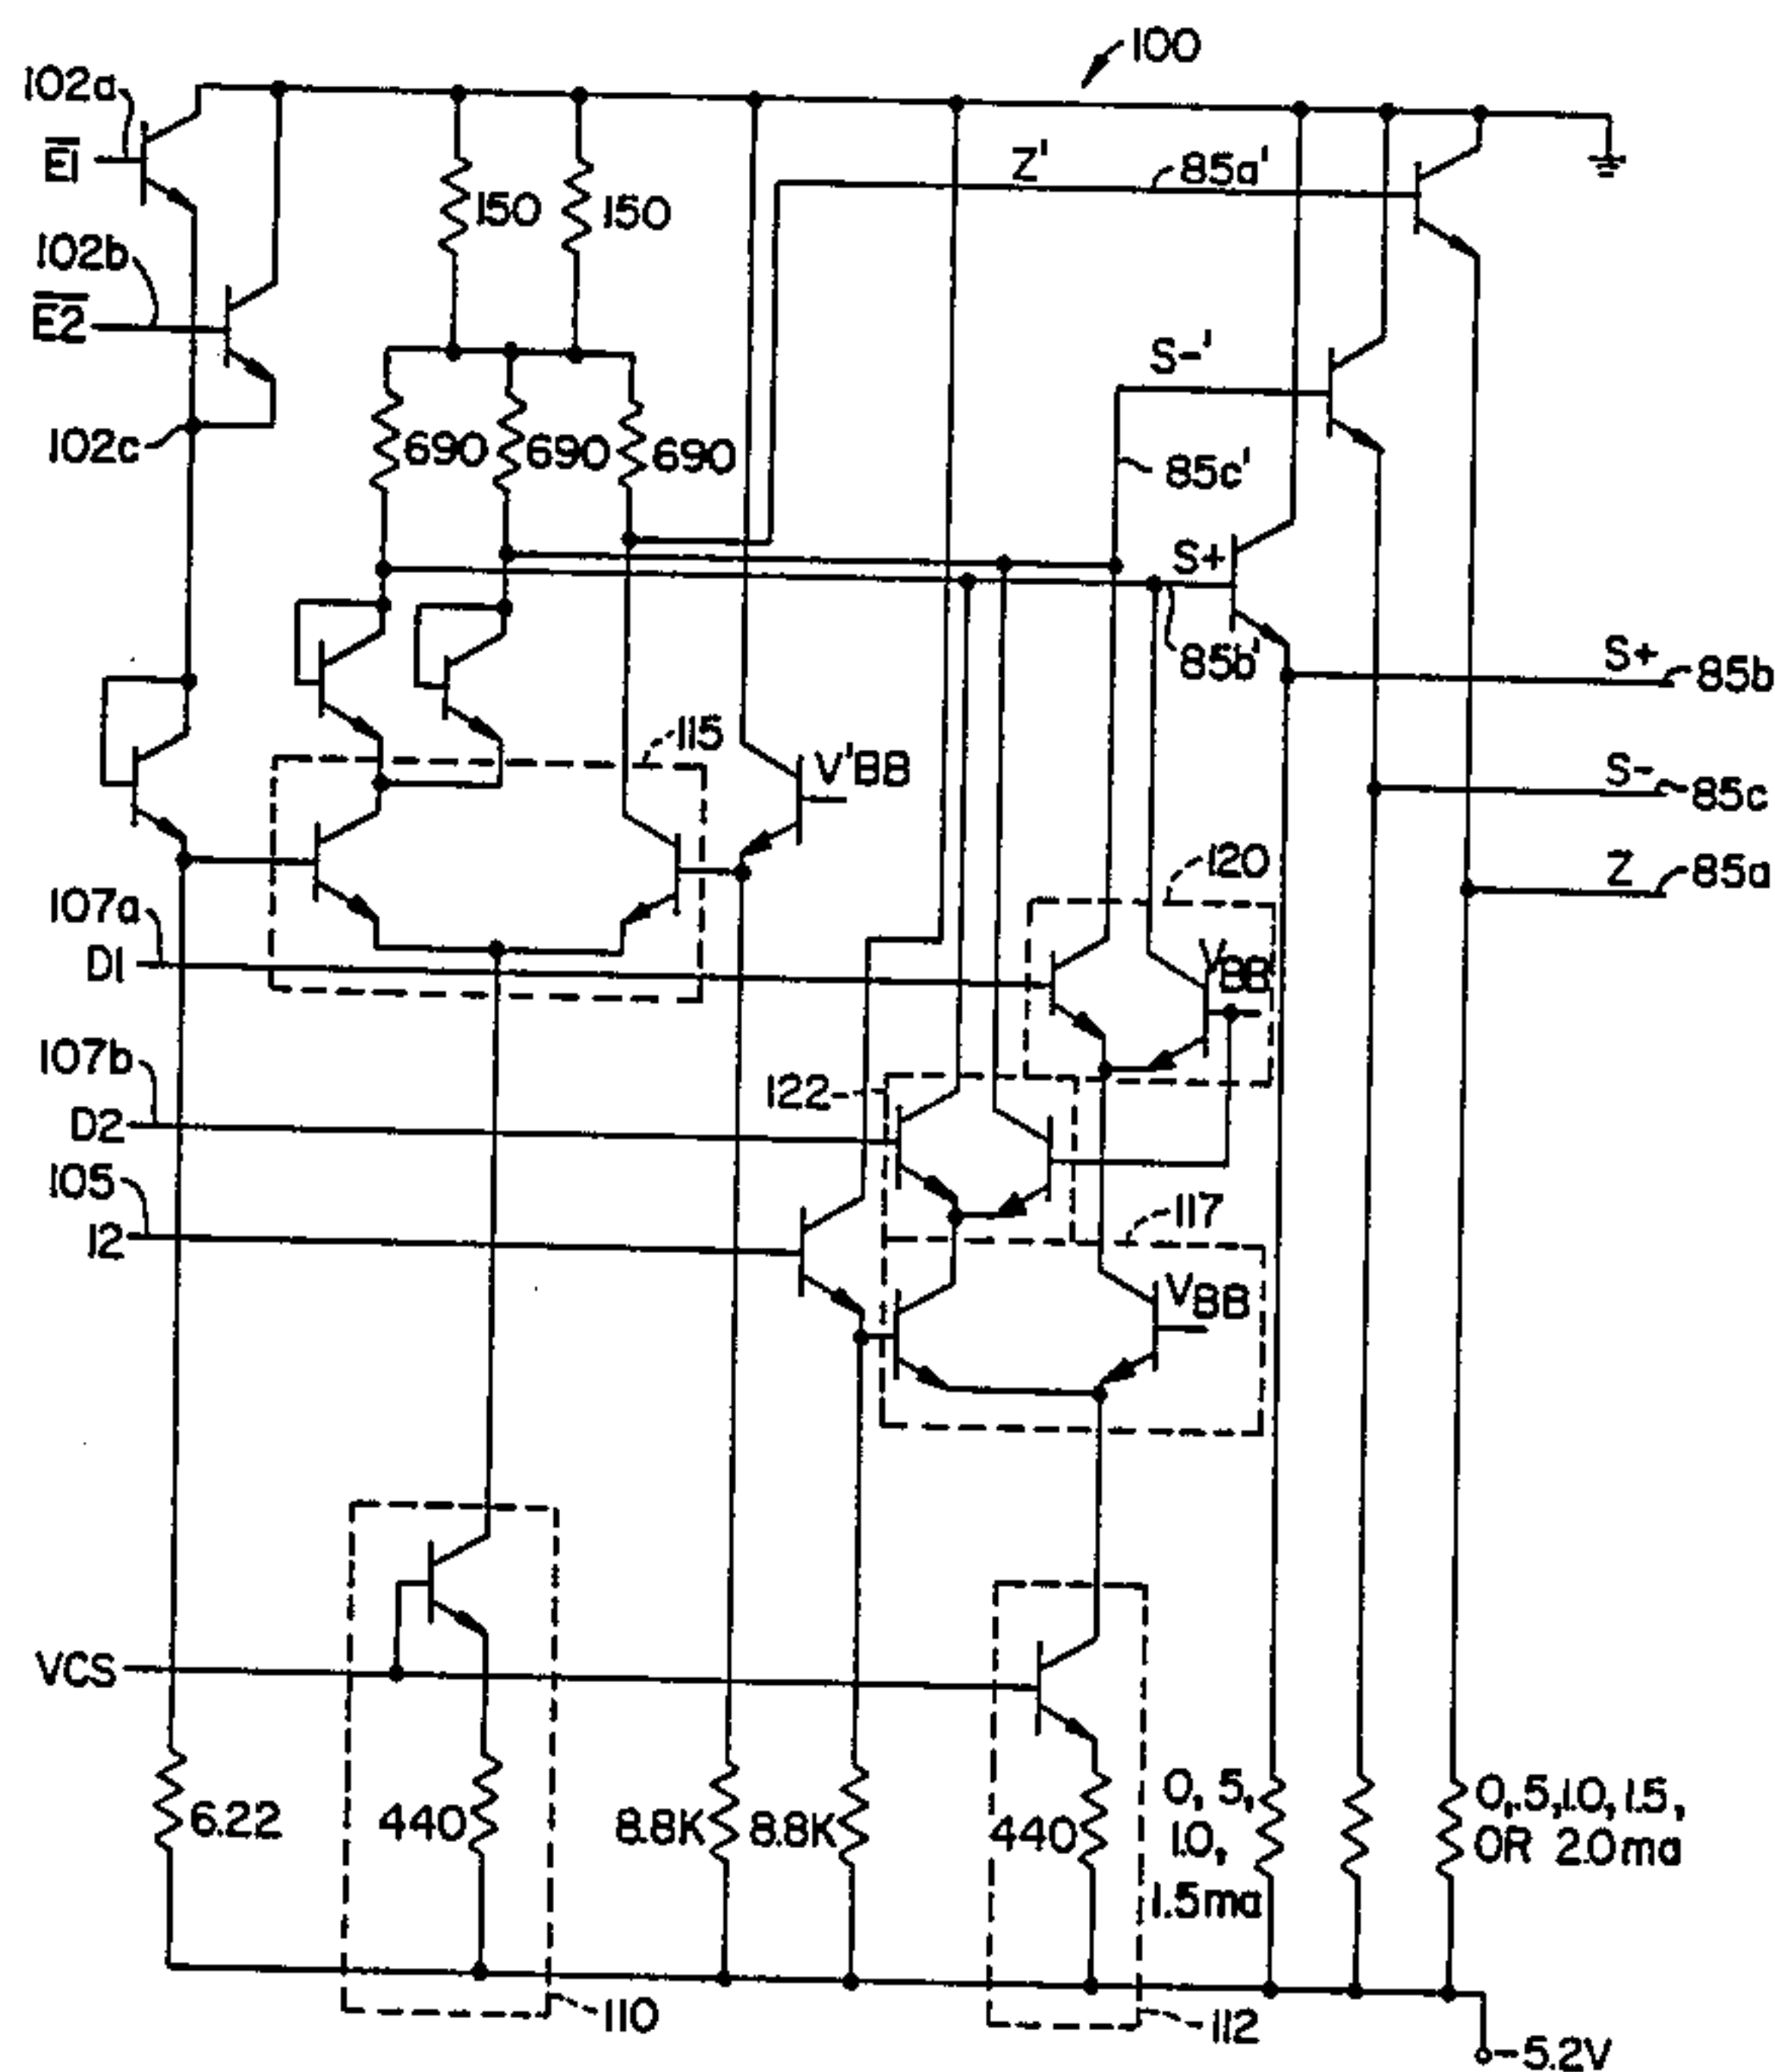 100
102a
E1
Z'
85a'
150
150
102b
E2
S-'
102c
690
690
690
85c'
S+
85b'
S+
85b
115
V'BB
S-
85c
120
Z
85a
107a
D1
VBB
107b
122
D2
105
117
I2
VBB
VCS
6.22
440
8.8K
8.8K
440
0, 5,
1.0,
1.5ma
0,.5,1.0,1.5,
OR 2.0ma
110
112
-5.2V